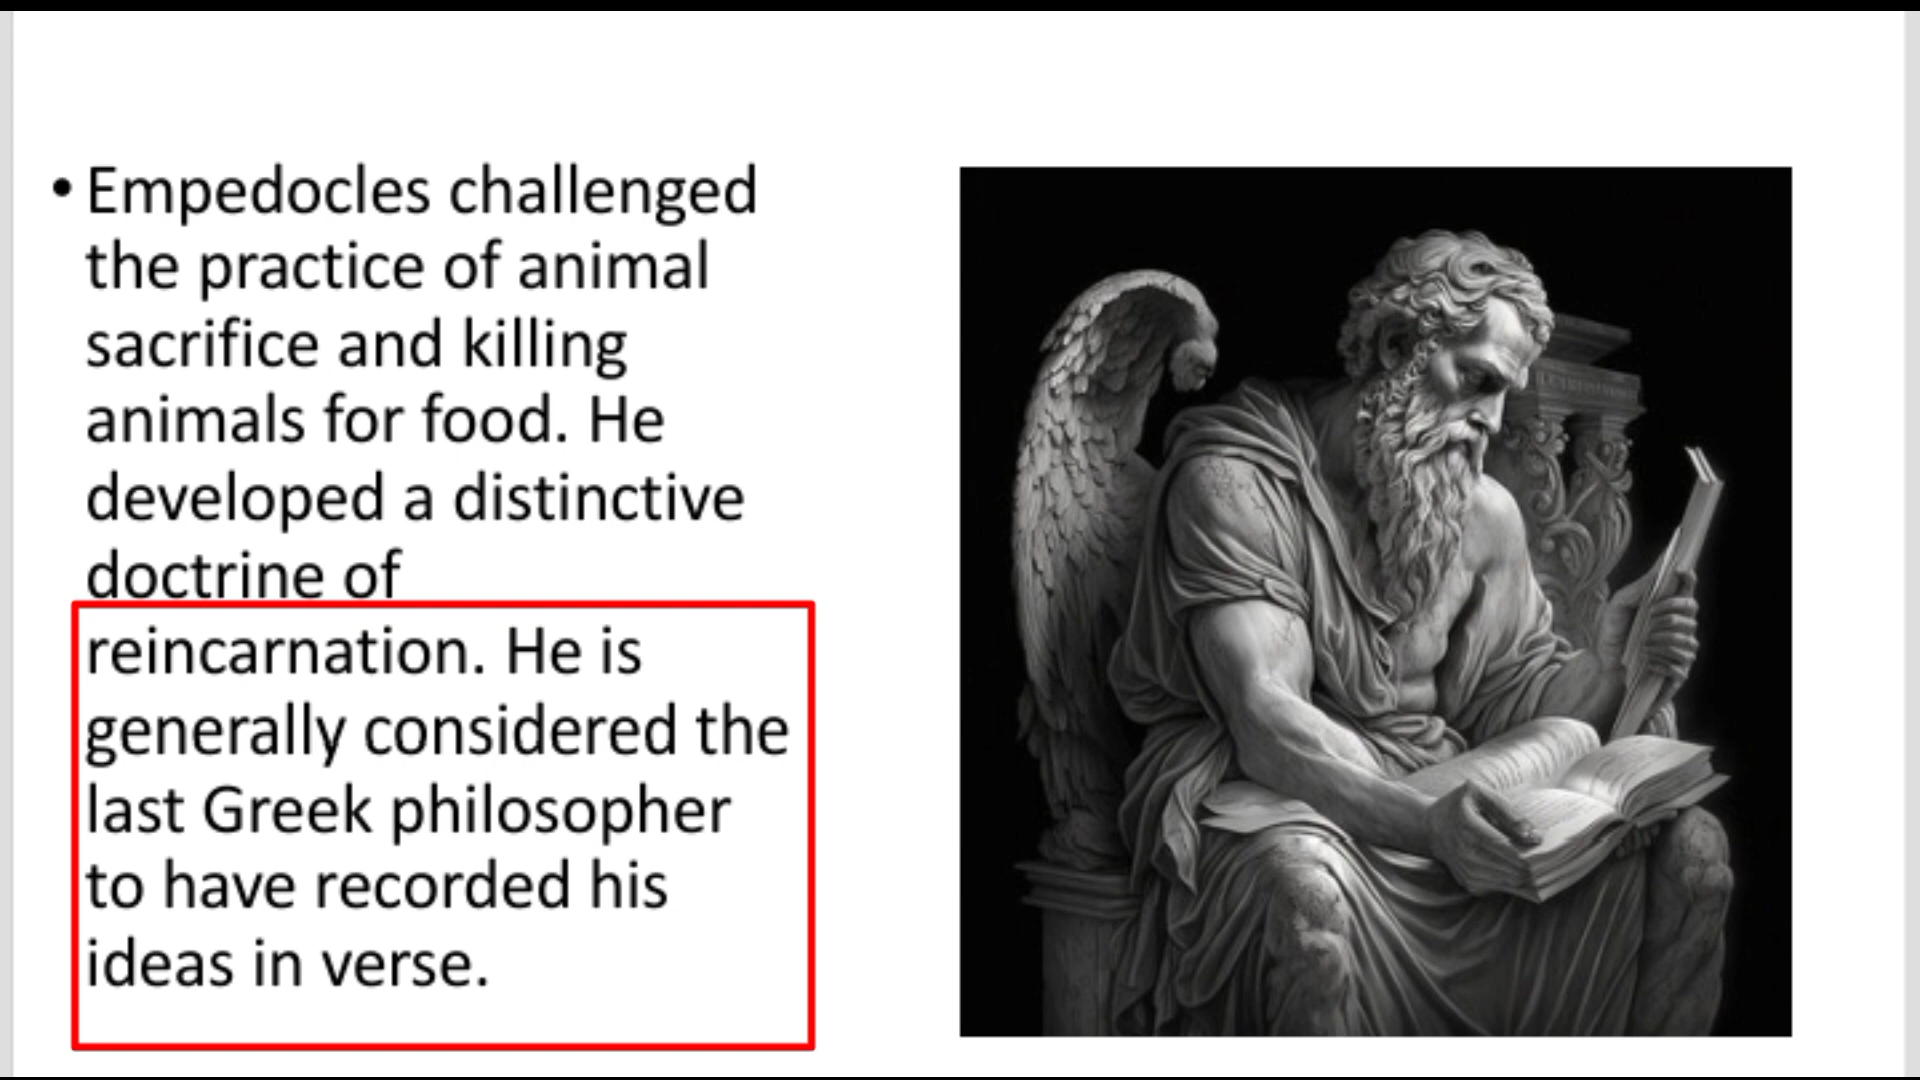 • Empedocles challenged
the practice of animal
sacrifice and killing
animals for food. He
developed a distinctive
doctrine of
reincarnation. He is
generally considered the
last Greek philosopher
to have recorded his
ideas in verse.